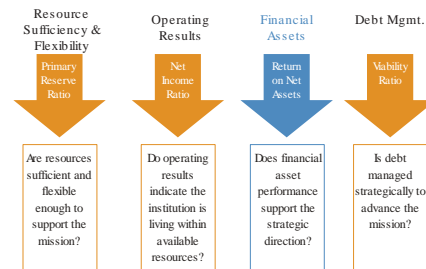 Resource
Sufficiency &
Flexibility
Primary
Reserve
Ratio
Are resources
sufficient and
flexible
enough to
support the
mission?
Operating
Results
Net
Income
Ratio
Do operating
results
indicate the
institution is
living within
available
resources?
Financial
Assets
Return
on Net
Assets
Does financial
asset
performance
support the
strategic
direction?
Debt Mgmt.
Viability
Ratio
Is debt
managed
strategically to
advance the
mission?